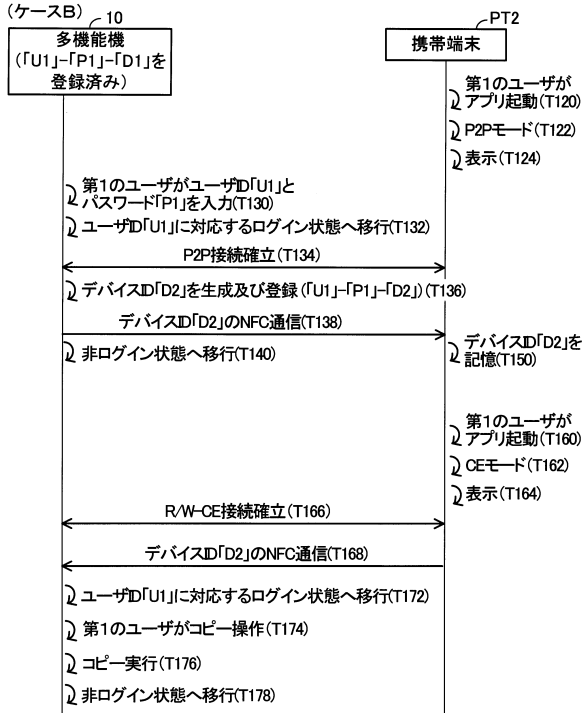 (ケースB)
10
多機能機
(「U1」-「P1」-「D1」を
登録済み)
PT2
携帯端末
第1のユーザが
アプリ起動(T120)
P2Pモード(T122)
表示(T124)
第1のユーザがユーザID「U1」と
パスワード「P1」を入力(T130)
ユーザID「U1」に対応するログイン状態へ移行(T132)
P2P接続確立(T134)
デバイスID「D2」を生成及び登録(「U1」-「P1」-「D2」)(T136)
デバイスID「D2」のNFC通信(T138)
非ログイン状態へ移行(T140)
デバイスID「D2」を
記憶(T150)
第1のユーザが
アプリ起動(T160)
CEモード(T162)
表示(T164)
R/W-CE接続確立(T166)
デバイスID「D2」のNFC通信(T168)
ユーザID「U1」に対応するログイン状態へ移行(T172)
第1のユーザがコピー操作(T174)
コピー実行(T176)
非ログイン状態へ移行(T178)